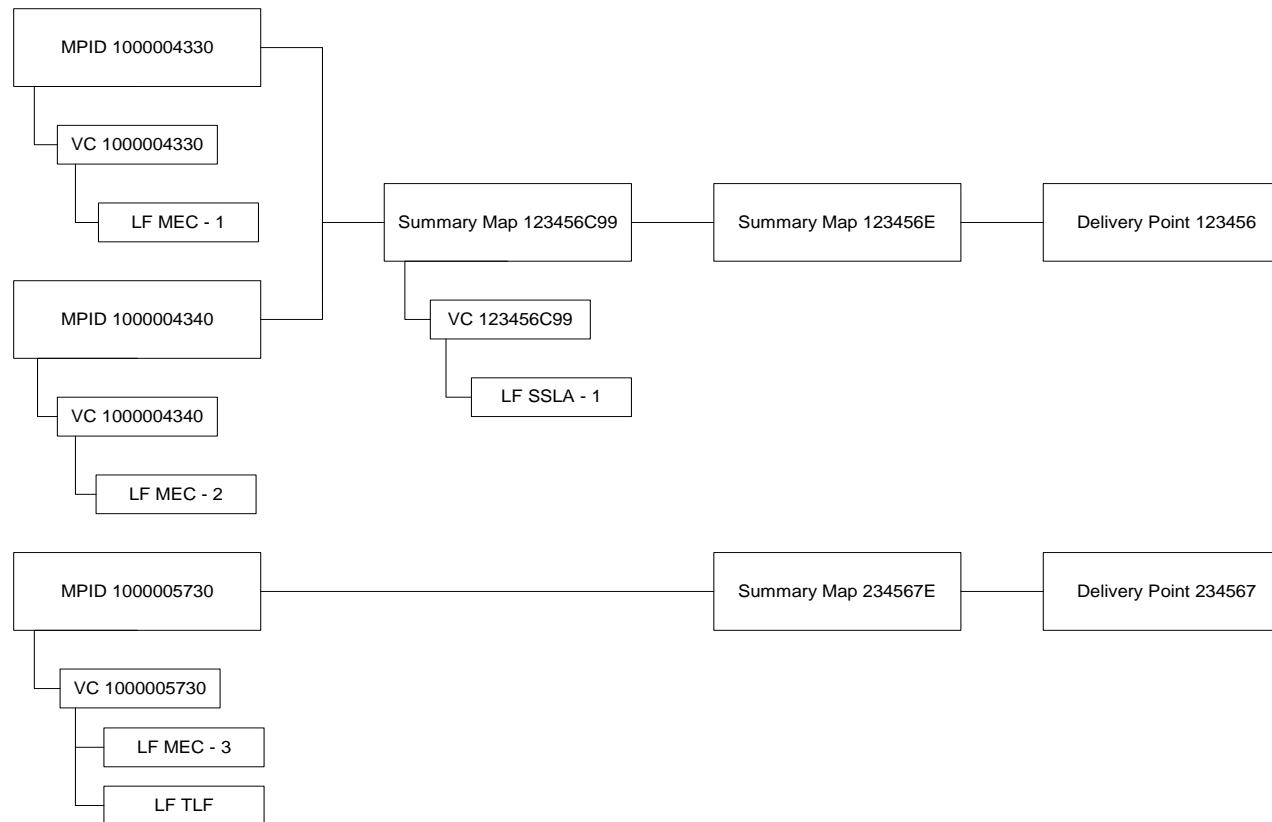 MPID 1000004330
VC 1000004330
LF MEC - 1
Summary Map 123456C99
Summary Map 123456E
Delivery Point 123456
MPID 1000004340
VC 123456C99
LF SSLA - 1
VC 1000004340
LF MEC - 2
MPID 1000005730
Summary Map 234567E
Delivery Point 234567
VC 1000005730
LF MEC - 3
LF TLF